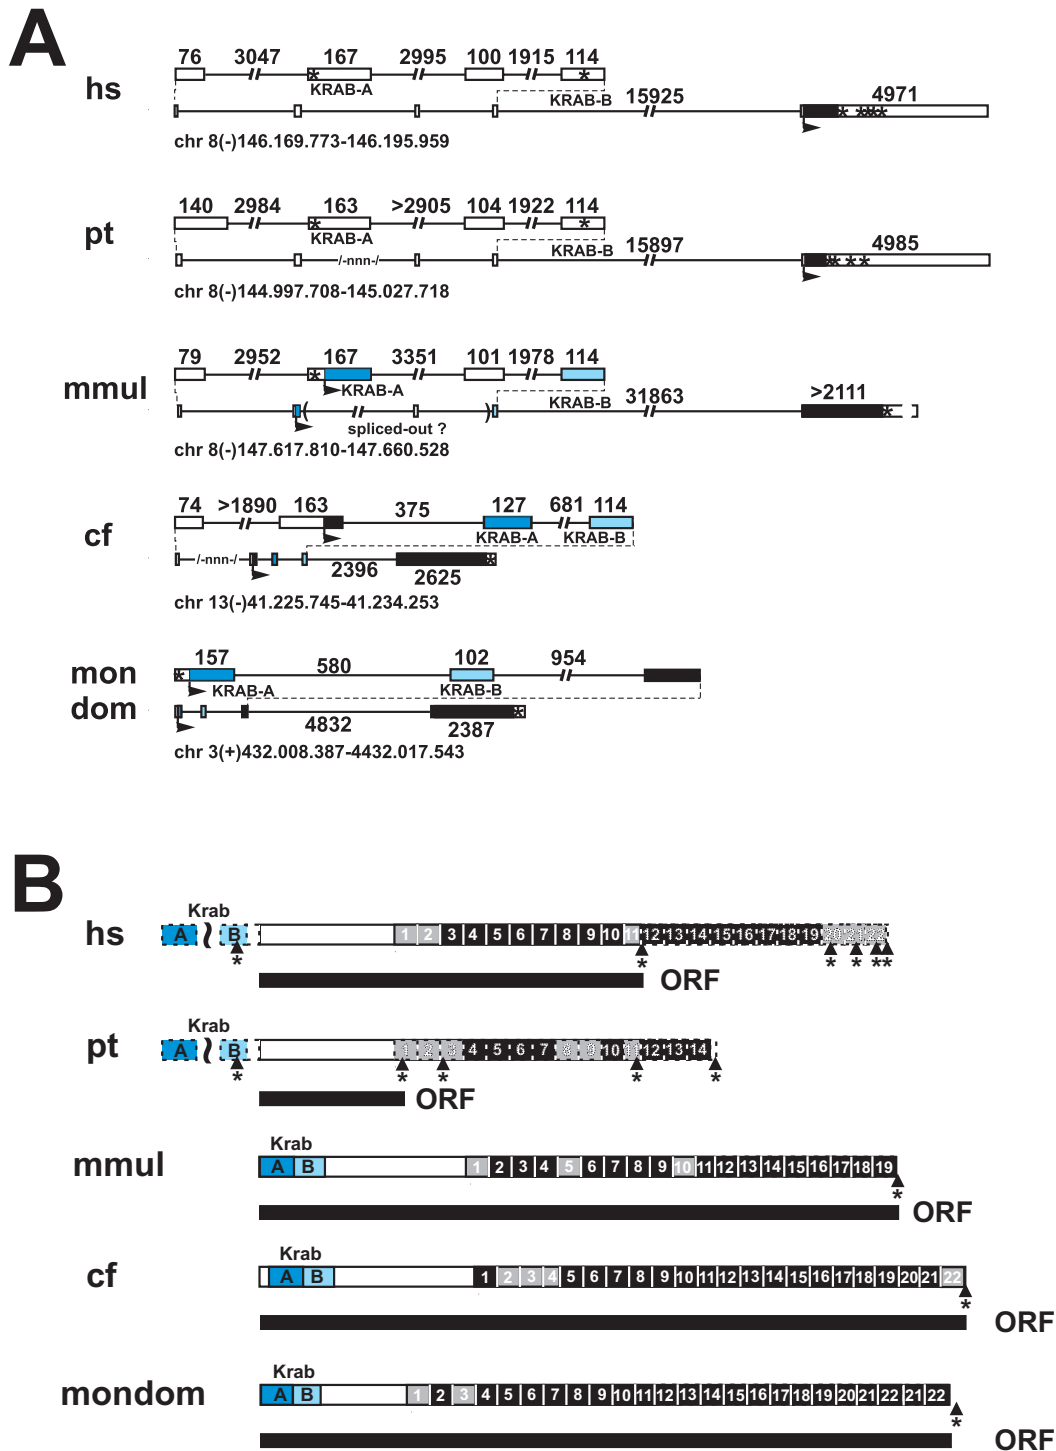 A
76 3047 167 2995 100 1915 114
hs
* *
KRAB-A
KRAB-B
15925 4971
* * * * *
chr 8(-)146.169.773-146.195.959
140 2984 163 >2905 104 1922 114
pt
* *
KRAB-A
KRAB-B
15897 4985
/-nnn-/ * * * *
chr 8(-)144.997.708-145.027.718
79 2952 167 3351 101 1978 114
mmul
*
KRAB-A
KRAB-B
31863 >2111
( ) *
spliced-out ?
chr 8(-)147.617.810-147.660.528
74 >1890 163 375 127 681 114
cf
KRAB-A KRAB-B
/-nnn-/ *
2396 2625
chr 13(-)41.225.745-41.234.253
157 580 102 954
mon
*
KRAB-A KRAB-B
dom
*
4832 2387
chr 3(+)432.008.387-4432.017.543
B
Krab
hs
A B 1 2 3 4 5 6 7 8 9 10 11 12 13 14 15 16 17 18 19
* * * * * *
ORF
Krab
pt
A B 1 2 3 4 5 6 7 8 9 10 11 12 13 14
* * * * *
ORF
Krab
mmul
A B 1 2 3 4 5 6 7 8 9 10 11 12 13 14 15 16 17 18 19
*
ORF
Krab
cf
A B 1 2 3 4 5 6 7 8 9 10 11 12 13 14 15 16 17 18 19 20 21 22
*
ORF
Krab
mondom
A B 1 2 3 4 5 6 7 8 9 10 11 12 13 14 15 16 17 18 19 20 21 22 21 22
*
ORF